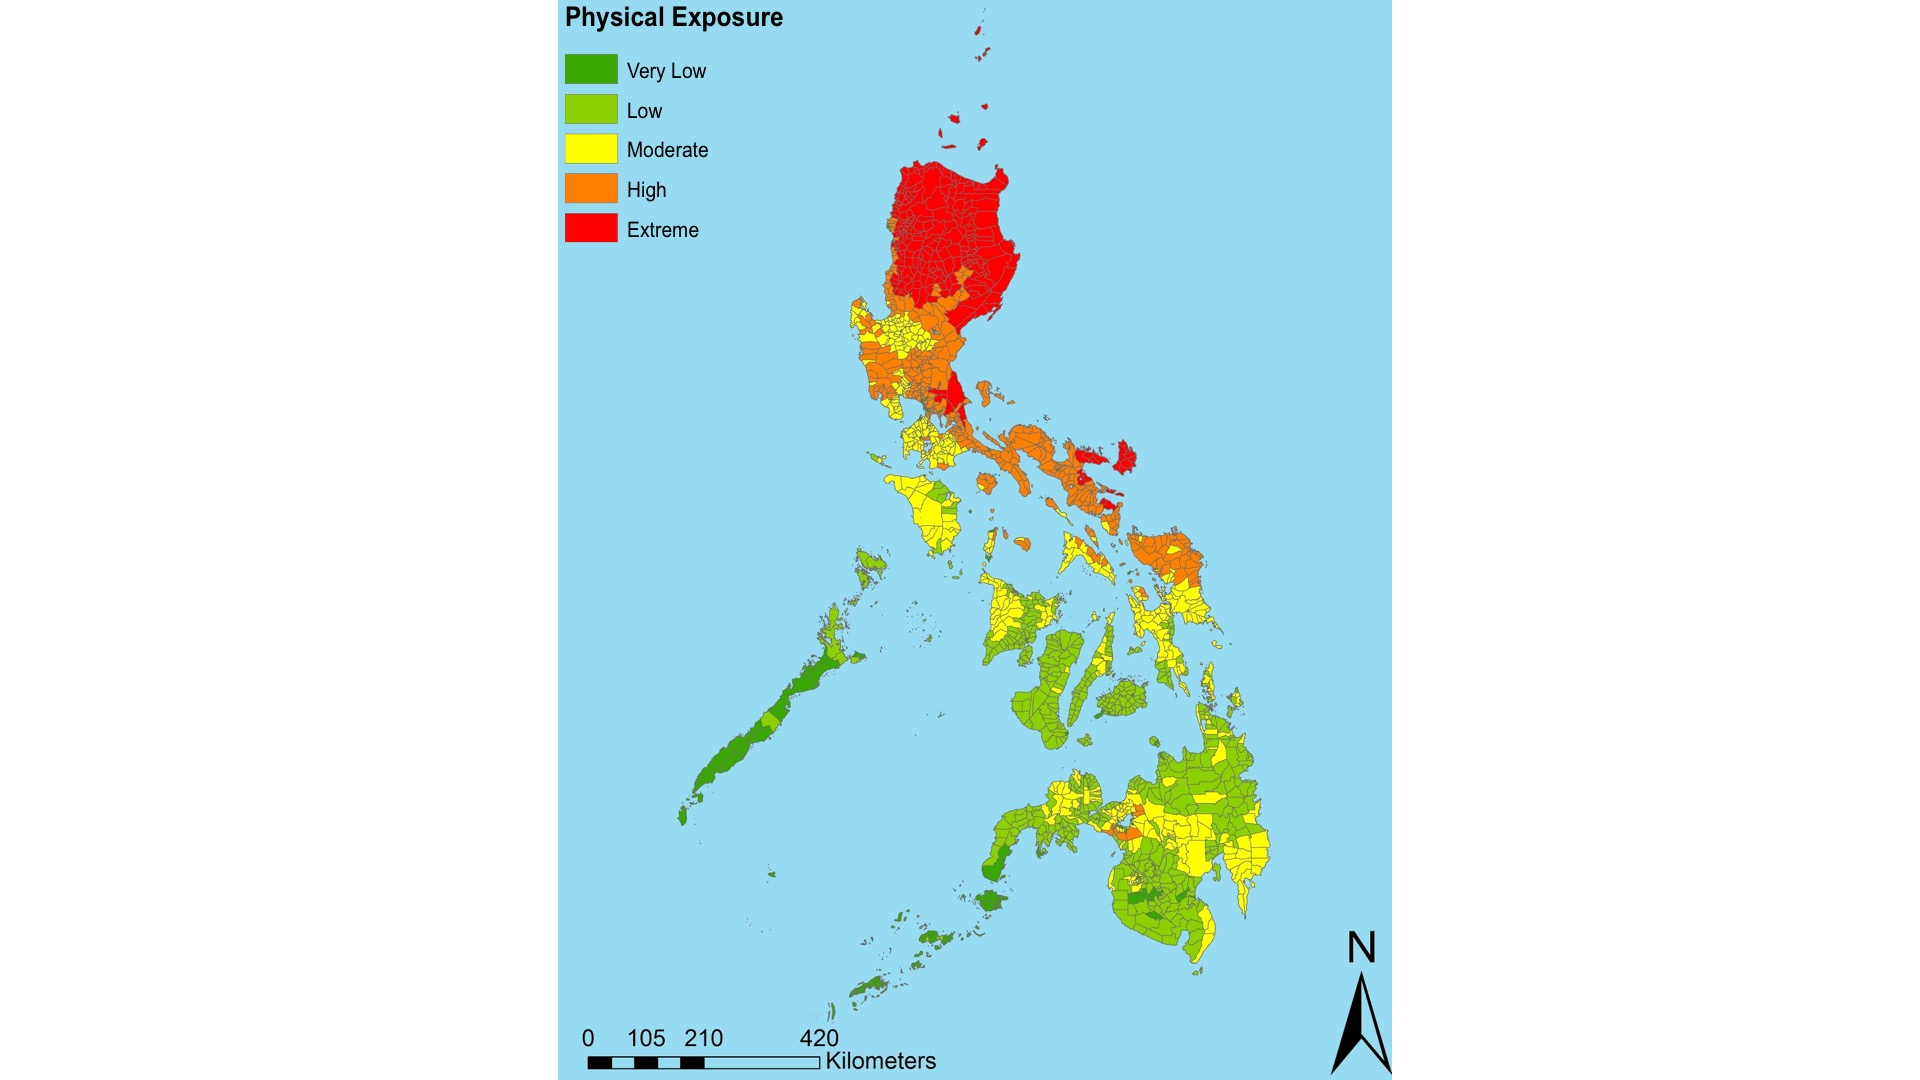 Physical Exposure
Very Low
Low
Moderate
High
Extreme
N
0 105 210 420
Kilometers